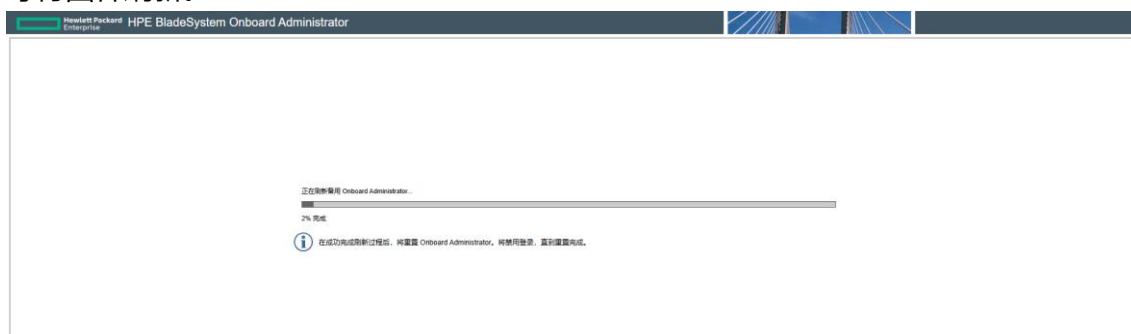 Hewlett Packard
Enterprise
HPE BladeSystem Onboard Administrator
正在刷新备用 Onboard Administrator...
2% 完成
在成功完成刷新过程后，将重置 Onboard Administrator。将禁用登录，直到重置完成。